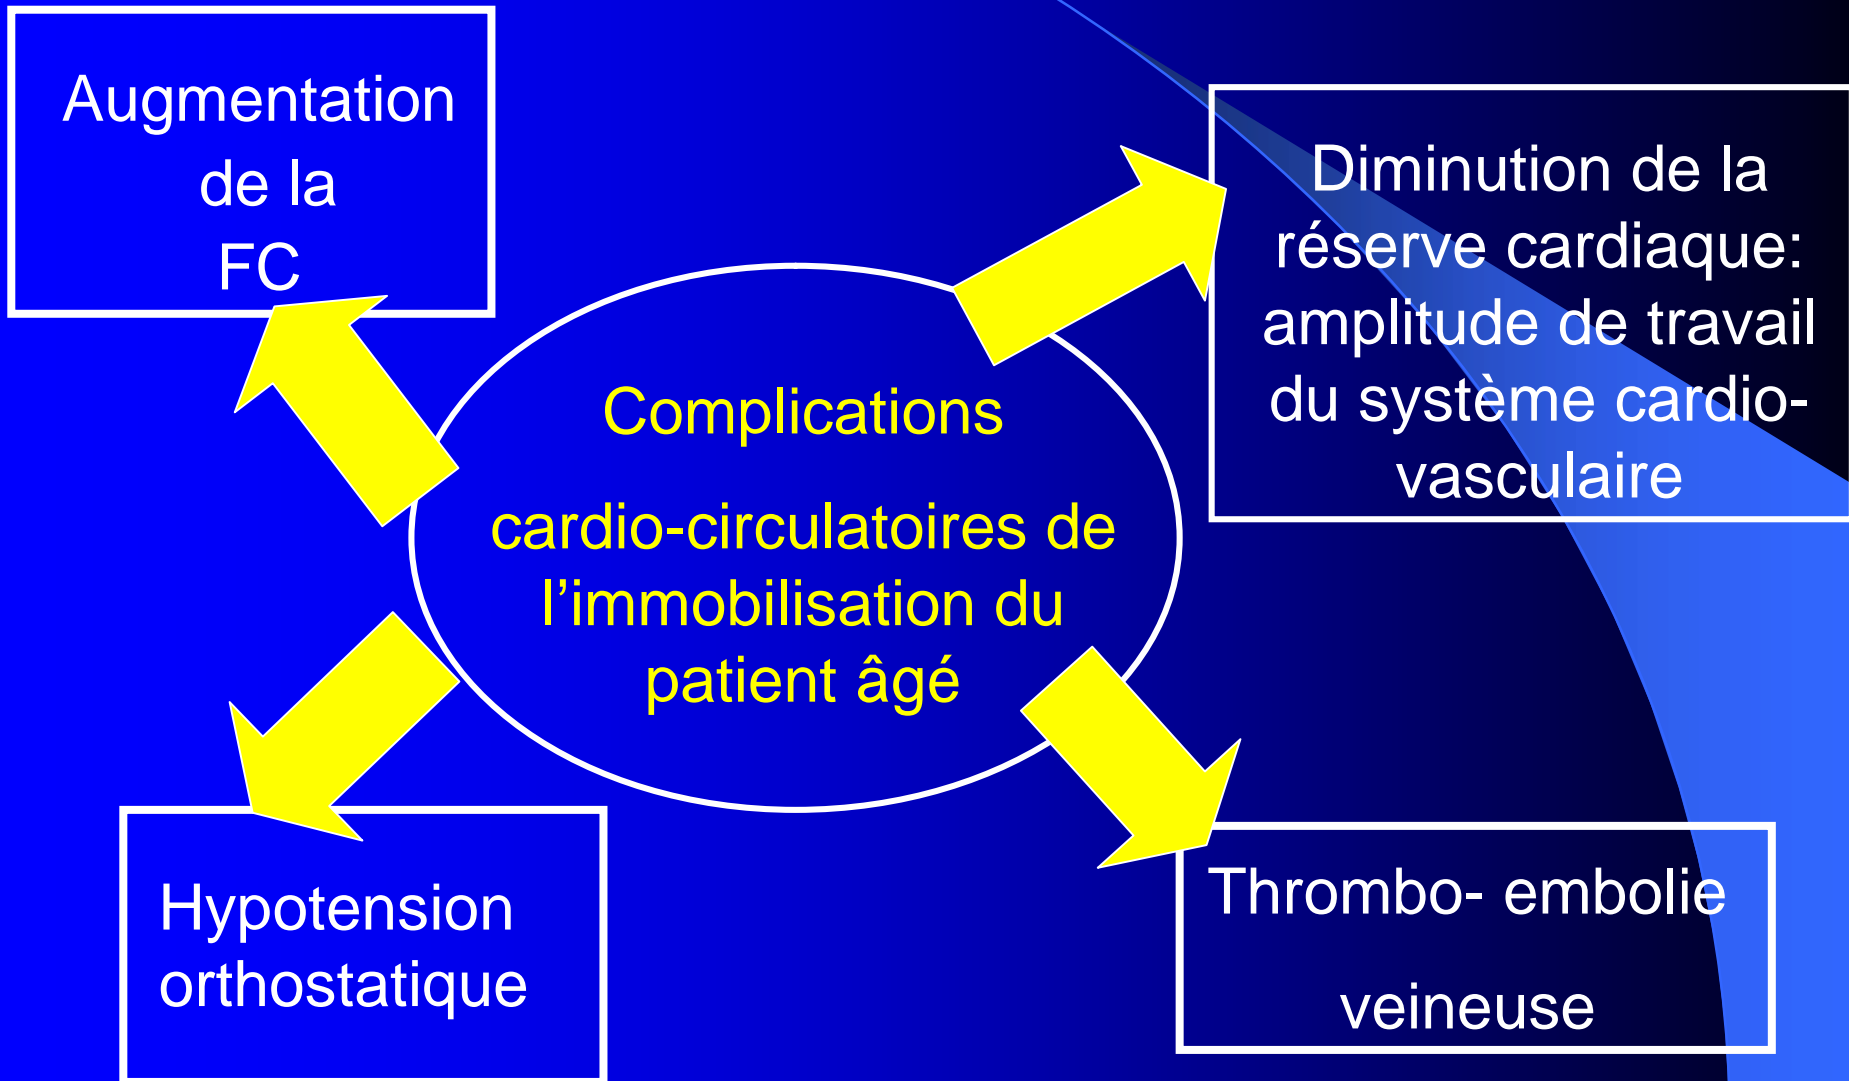 Augmentation
de la
FC
Diminution de la
réserve cardiaque:
amplitude de travail
du système cardio-
vasculaire
Complications
cardio-circulatoires de
l’immobilisation du
patient âgé
Hypotension
orthostatique
Thrombo- embolie
veineuse